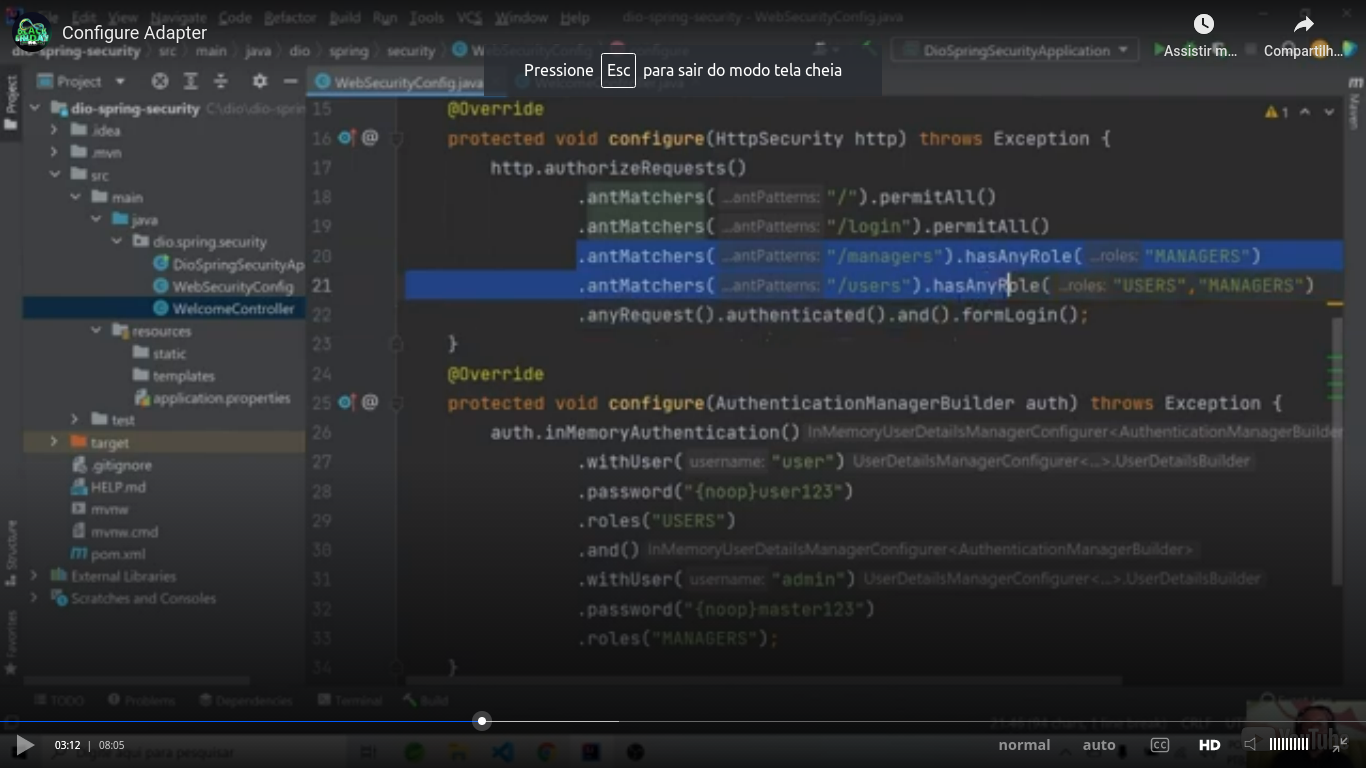 File Edit View Navigate Code Refactor Build Run Tools VCS Window Help dio-spring-security - WebSecurityConfig.java
Configure Adapter
Assistir m...
Compartilh...
dio-spring-security src main java dio spring security
DioSpringSecurityApplication
Pressione Esc para sair do modo tela cheia
Project
WebSecurityConfig.java
Project
Maven
Structure
Favorites
dio-spring-security
.idea
.mvn
src
main
java
dio.spring.security
DioSpringSecurityAp
WebSecurityConfig
WelcomeController
resources
static
templates
application.properties
test
target
.gitignore
HELP.md
mvnw
mvnw.cmd
pom.xml
External Libraries
Scratches and Consoles
1
15 @Override
16 @ protected void configure(HttpSecurity http) throws Exception {
17 http.authorizeRequests()
18 .antMatchers( ...antPatterns: "/").permitAll()
19 .antMatchers( ...antPatterns: "/login").permitAll()
20 .antMatchers( ...antPatterns: "/managers").hasAnyRole( ...roles: "MANAGERS")
21 .antMatchers( ...antPatterns: "/users").hasAnyRole( ...roles: "USERS","MANAGERS")
22 .anyRequest().authenticated().and().formLogin();
23 }
24 @Override
25 @ protected void configure(AuthenticationManagerBuilder auth) throws Exception {
26 auth.inMemoryAuthentication() InMemoryUserDetailsManagerConfigurer<AuthenticationManagerBuilder
27 .withUser( username: "user") UserDetailsManagerConfigurer<...>.UserDetailsBuilder
28 .password("{noop}user123")
29 .roles("USERS")
30 .and() InMemoryUserDetailsManagerConfigurer<AuthenticationManagerBuilder>
31 .withUser( username: "admin") UserDetailsManagerConfigurer<...>.UserDetailsBuilder
32 .password("{noop}master123")
33 .roles("MANAGERS");
34 }
TODO Problems Dependencies Terminal Build
03:12 | 08:05
normal auto CC HD